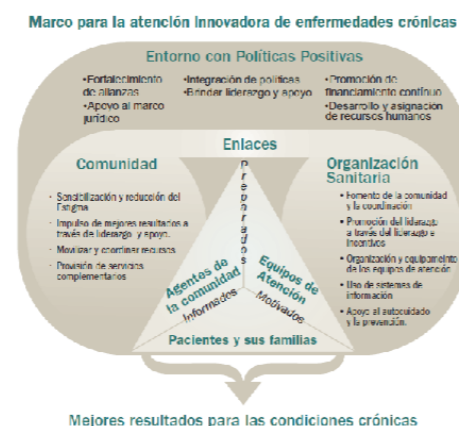 Marco para la atención Innovadora de enfermedades crónicas
Entorno con Políticas Positivas
•Fortalecimiento de alianzas
•Apoyo al marco jurídico
•Integración de políticas
•Brindar liderazgo y apoyo
•Promoción de financiamiento continuo
•Desarrollo y asignación de recursos humanos
Enlaces
Comunidad
· Sensibilización y reducción del Estigma
· Impulso de mejores resultados a través de liderazgo y apoyo.
· Movilizar y coordinar recursos
· Provisión de servicios complementarios
Organización Sanitaria
• Fomento de la comunidad y la coordinación
• Promoción del liderazgo a través del liderazgo e incentivos
• Organización y equipamiento de los equipos de atención
• Uso de sistemas de información
• Apoyo al autocuidado y la prevención.
Preparados
Agentes de la comunidad
Equipos de Atención
Informados
Motivados
Pacientes y sus familias
Mejores resultados para las condiciones crónicas